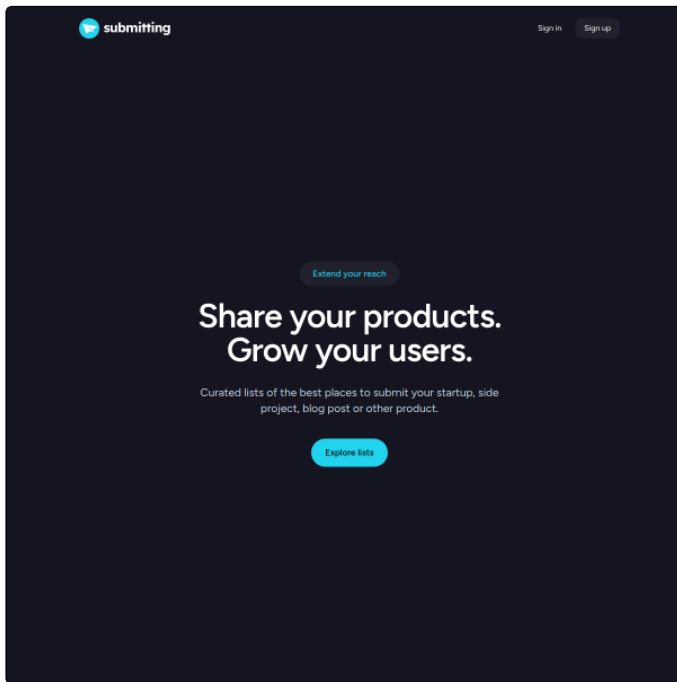 submitting
Sign in
Sign up
Extend your reach
Share your products.
Grow your users.
Curated lists of the best places to submit your startup, side
project, blog post or other product.
Explore lists